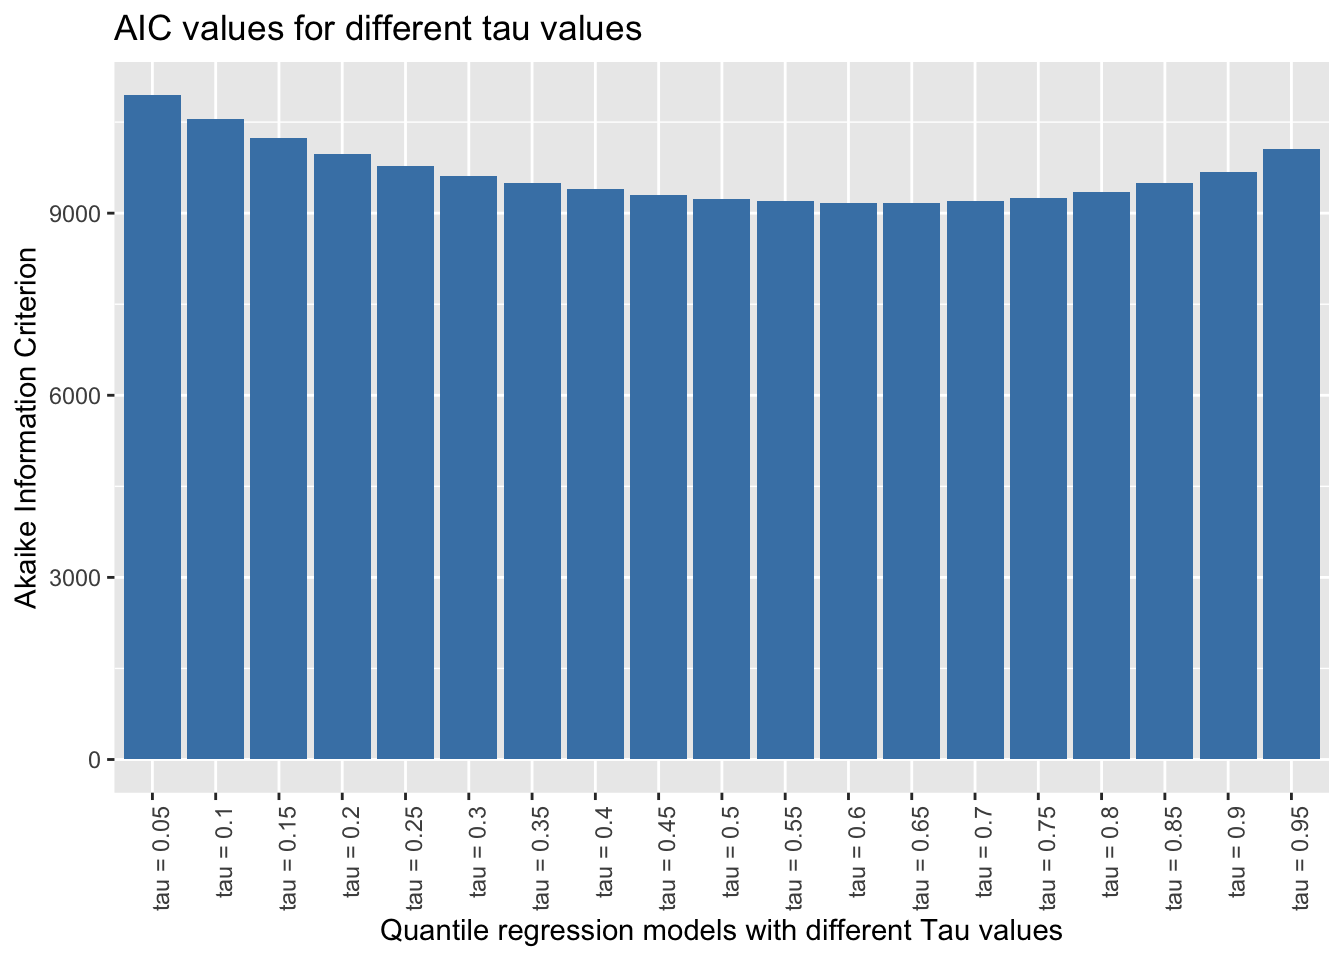 AIC values for different tau values
Akaike Information Criterion
9000
6000
3000
0
tau = 0.05
tau = 0.1
tau = 0.15
tau = 0.2
tau = 0.25
tau = 0.3
tau = 0.35
tau = 0.4
tau = 0.45
tau = 0.5
tau = 0.55
tau = 0.6
tau = 0.65
tau = 0.7
tau = 0.75
tau = 0.8
tau = 0.85
tau = 0.9
tau = 0.95
Quantile regression models with different Tau values